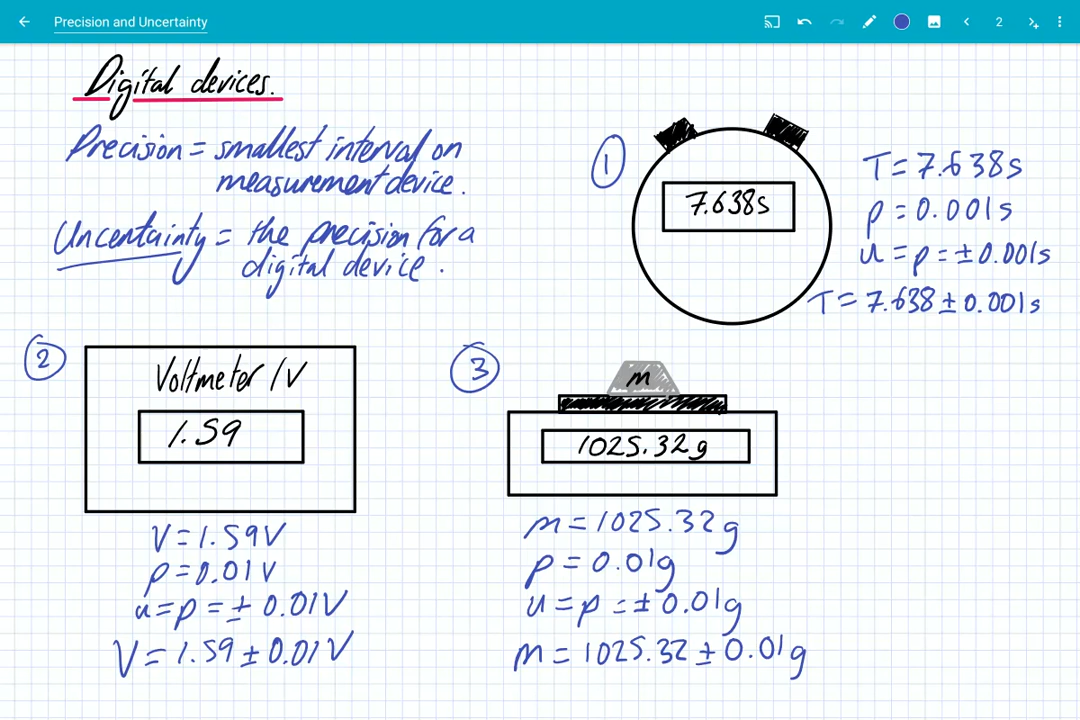 Precision and Uncertainty
2
Digital devices.
Precision = smallest interval on
measurement device.
Uncentainty = the precision for a
digital device.
1
7.638s
T = 7.638s
p = 0.001s
u = p = ± 0.001s
T = 7.638 ± 0.001s
2
Voltmeter /V
1.59
V = 1.59V
p = 0.01V
u = p = ± 0.01V
V = 1.59 ± 0.01V
3
m
1025.32g
m = 1025.32g
p = 0.01g
u = p = ± 0.01g
m = 1025.32 ± 0.01g